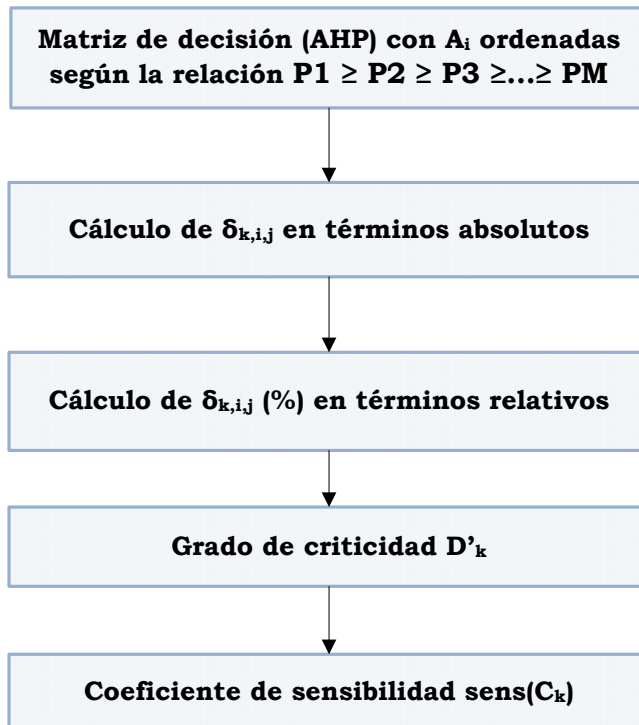 Matriz de decisión (AHP) con Aᵢ ordenadas
según la relación P1 ≥ P2 ≥ P3 ≥...≥ PM
Cálculo de δₖ,ᵢ,ⱼ en términos absolutos
Cálculo de δₖ,ᵢ,ⱼ (%) en términos relativos
Grado de criticidad D’ₖ
Coeficiente de sensibilidad sens(Cₖ)